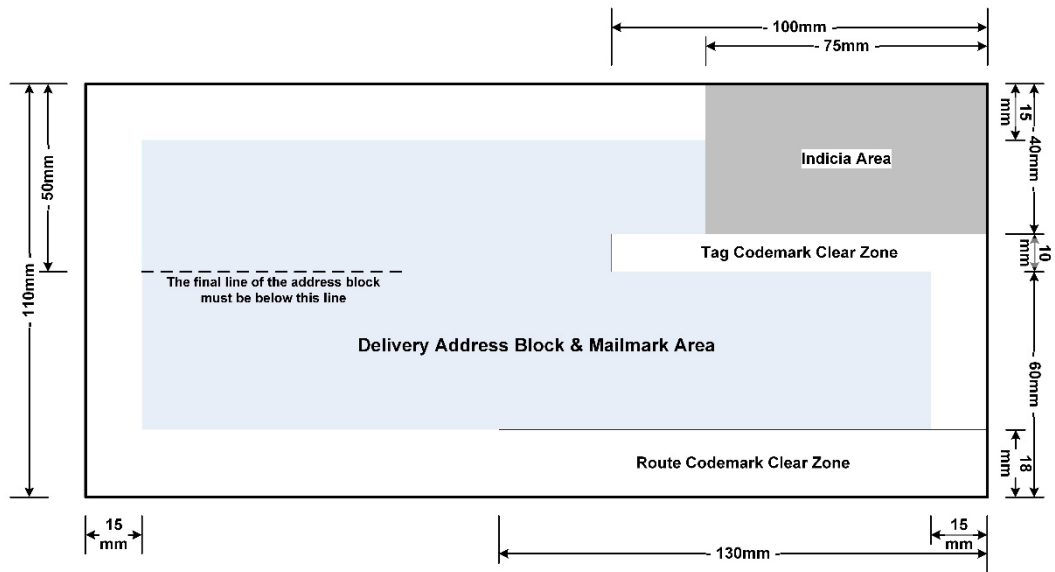 100mm
75mm
15
mm
40mm
Indicia Area
50mm
10
mm
Tag Codemark Clear Zone
The final line of the address block
must be below this line
110mm
Delivery Address Block & Mailmark Area
60mm
18
mm
Route Codemark Clear Zone
15
mm
130mm
15
mm